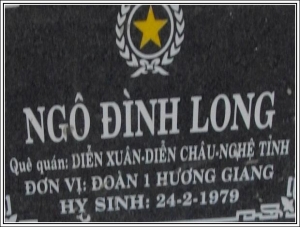 NGÔ ĐÌNH LONG
Quê quán: DIỄN XUÂN-DIỄN CHÂU-NGHỆ TĨNH
ĐƠN VỊ: ĐOÀN 1 HƯƠNG GIANG
HY SINH: 24-2-1979